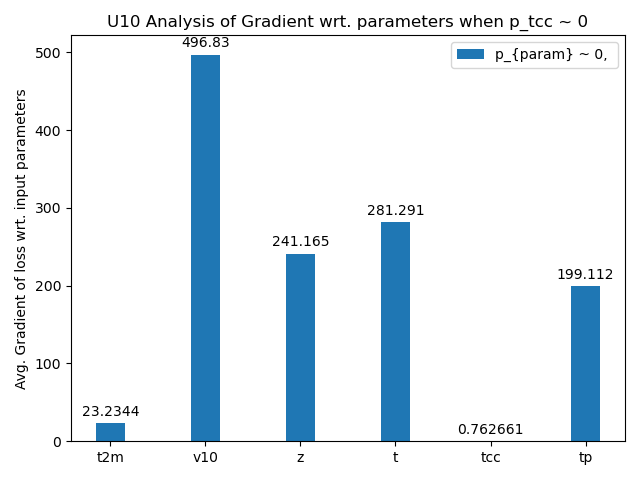 U10 Analysis of Gradient wrt. parameters when p_tcc ~ 0
p_{param} ~ 0,
Avg. Gradient of loss wrt. input parameters
500
400
300
200
100
0
23.2344
496.83
241.165
281.291
0.762661
199.112
t2m
v10
z
t
tcc
tp